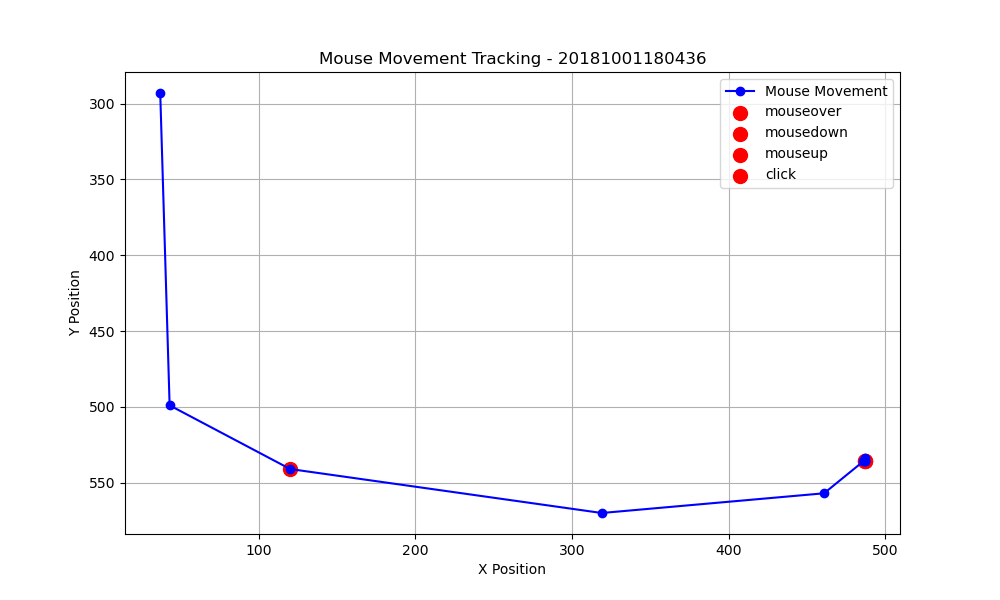 Mouse Movement Tracking - 20181001180436
Mouse Movement
mouseover
mousedown
mouseup
click
300
350
400
450
500
550
Y Position
100
200
300
400
500
X Position